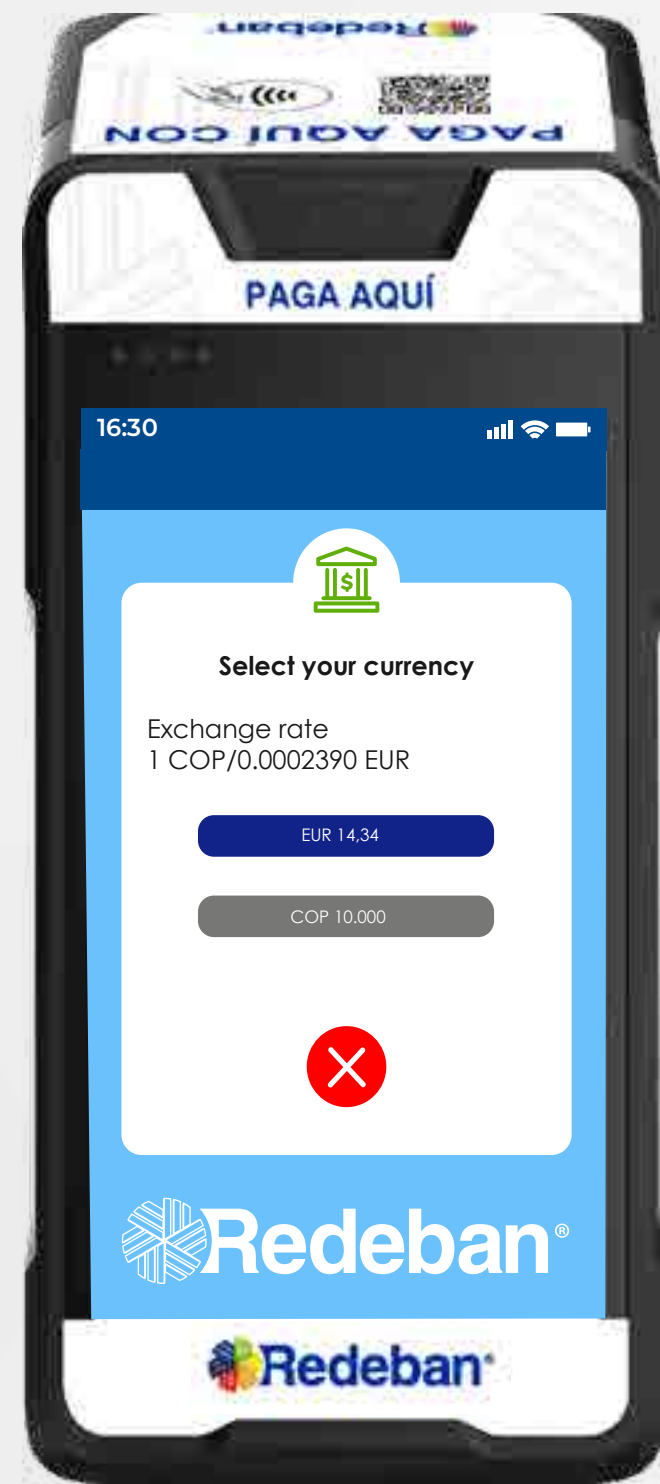 Redeban
PAGA AQUÍ CON
PAGA AQUÍ
16:30
Select your currency
Exchange rate
1 COP/0.0002390 EUR
EUR 14,34
COP 10.000
Redeban®
Redeban